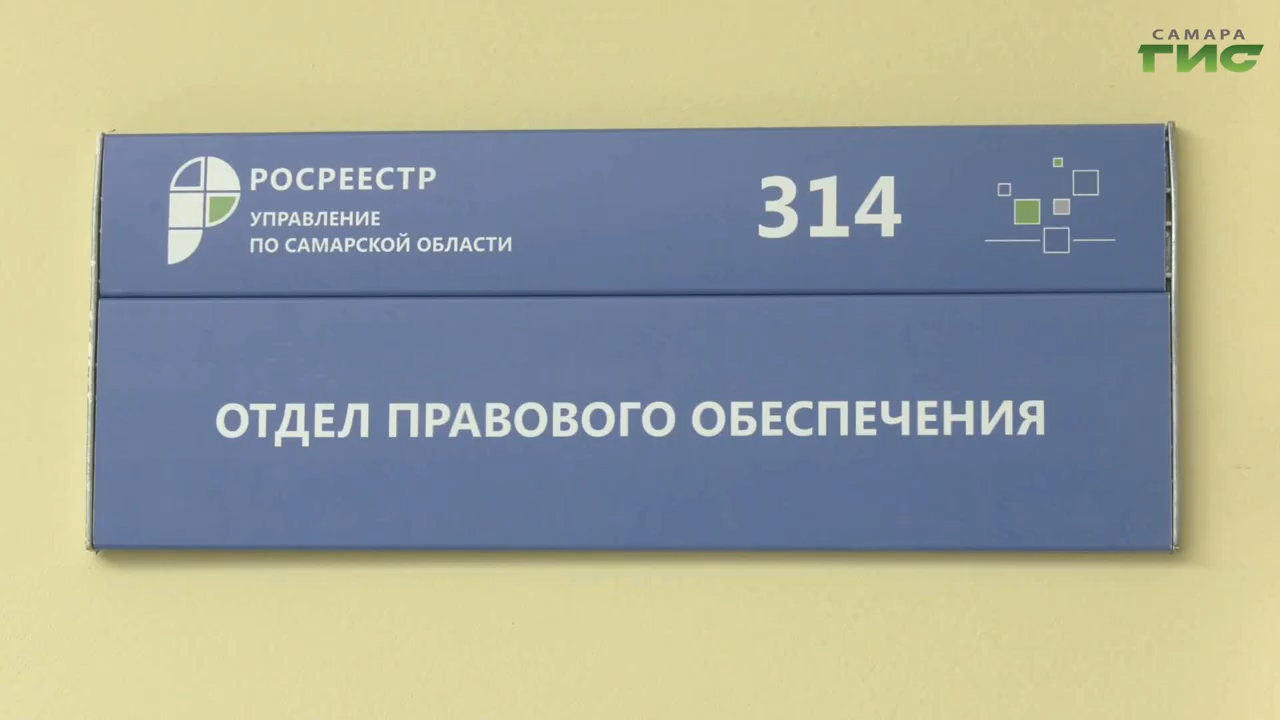 САМАРА
ГИС
РОСРЕЕСТР
УПРАВЛЕНИЕ
ПО САМАРСКОЙ ОБЛАСТИ
314
ОТДЕЛ ПРАВОВОГО ОБЕСПЕЧЕНИЯ